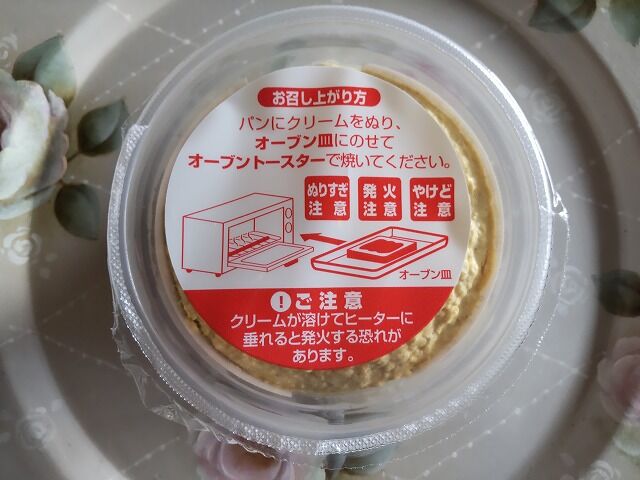 お召し上がり方
パンにクリームをぬり、
オーブン皿にのせて
オーブントースターで焼いてください。
ぬりすぎ注意
発火注意
やけど注意
オーブン皿
!ご注意
クリームが溶けてヒーターに
垂れると発火する恐れが
あります。